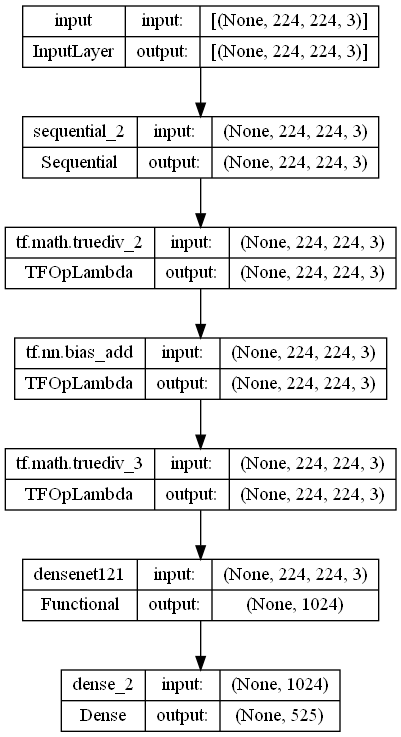 input input: [(None, 224, 224, 3)]
InputLayer output: [(None, 224, 224, 3)]
sequential_2 input: (None, 224, 224, 3)
Sequential output: (None, 224, 224, 3)
tf.math.truediv_2 input: (None, 224, 224, 3)
TFOpLambda output: (None, 224, 224, 3)
tf.nn.bias_add input: (None, 224, 224, 3)
TFOpLambda output: (None, 224, 224, 3)
tf.math.truediv_3 input: (None, 224, 224, 3)
TFOpLambda output: (None, 224, 224, 3)
densenet121 input: (None, 224, 224, 3)
Functional output: (None, 1024)
dense_2 input: (None, 1024)
Dense output: (None, 525)